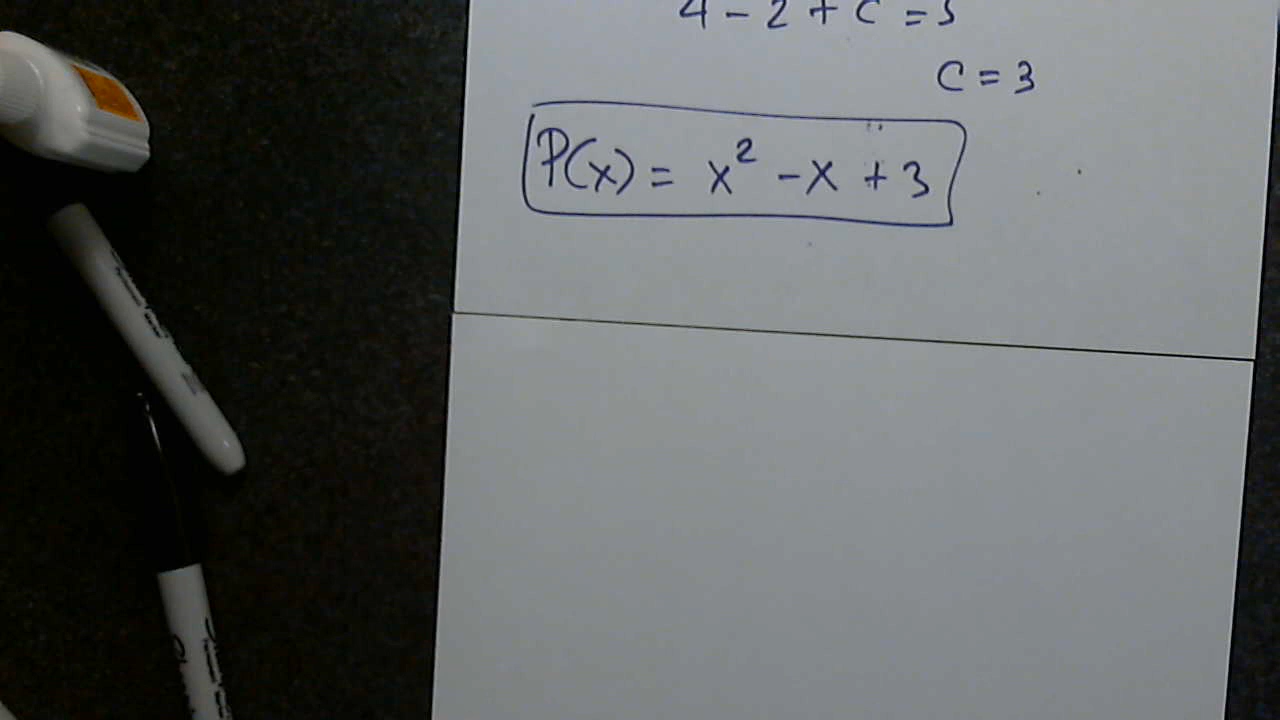 4 - 2 + C = 5
C = 3
P(x) = x² - x + 3